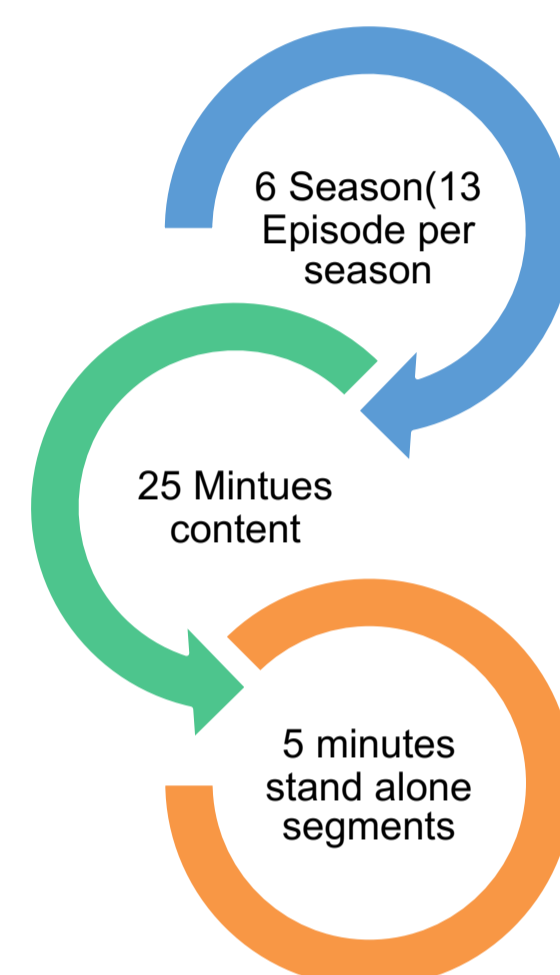 6 Season(13
Episode per
season
25 Mintues
content
5 minutes
stand alone
segments